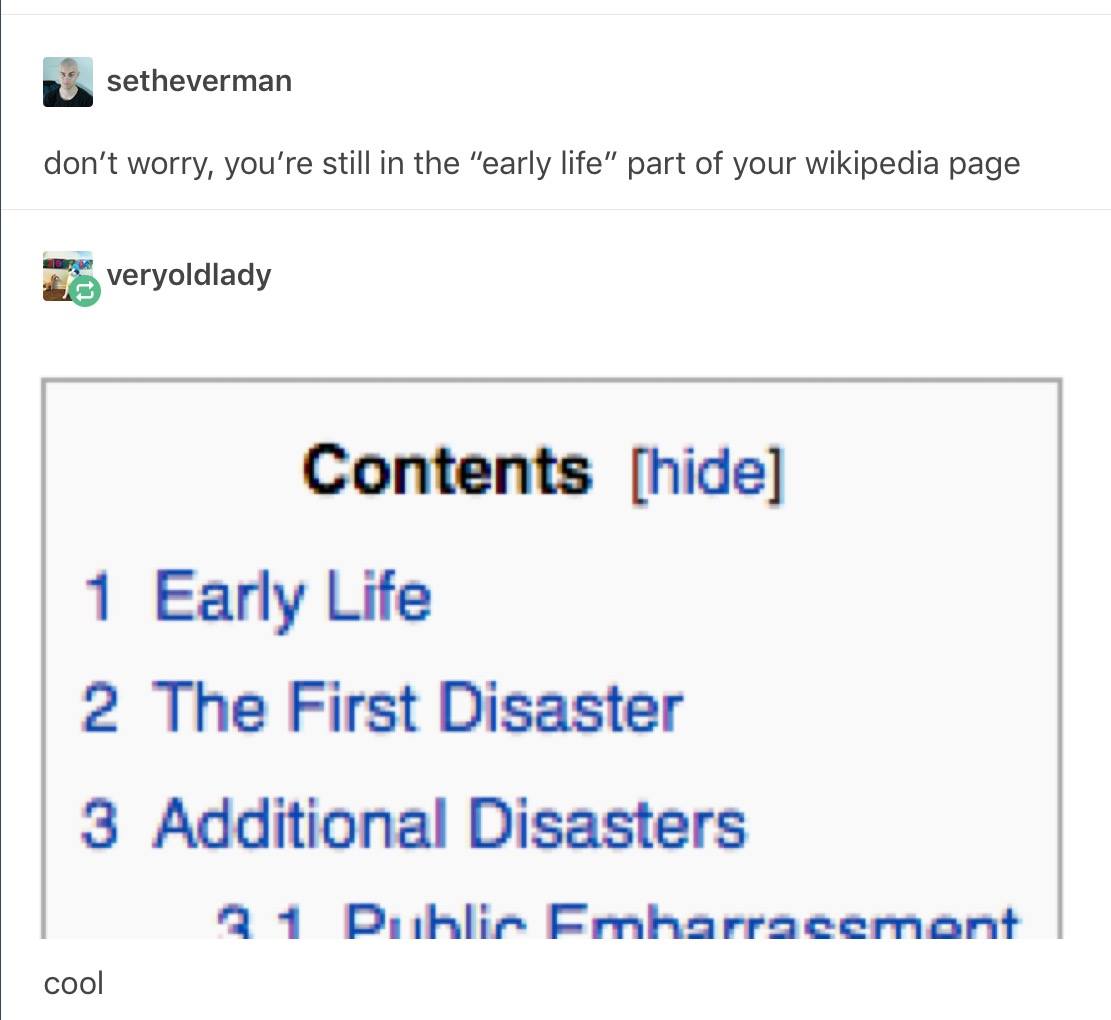 setheverman
don’t worry, you’re still in the “early life” part of your wikipedia page
veryoldlady
Contents [hide]
1 Early Life
2 The First Disaster
3 Additional Disasters
3.1 Public Embarrassment
cool